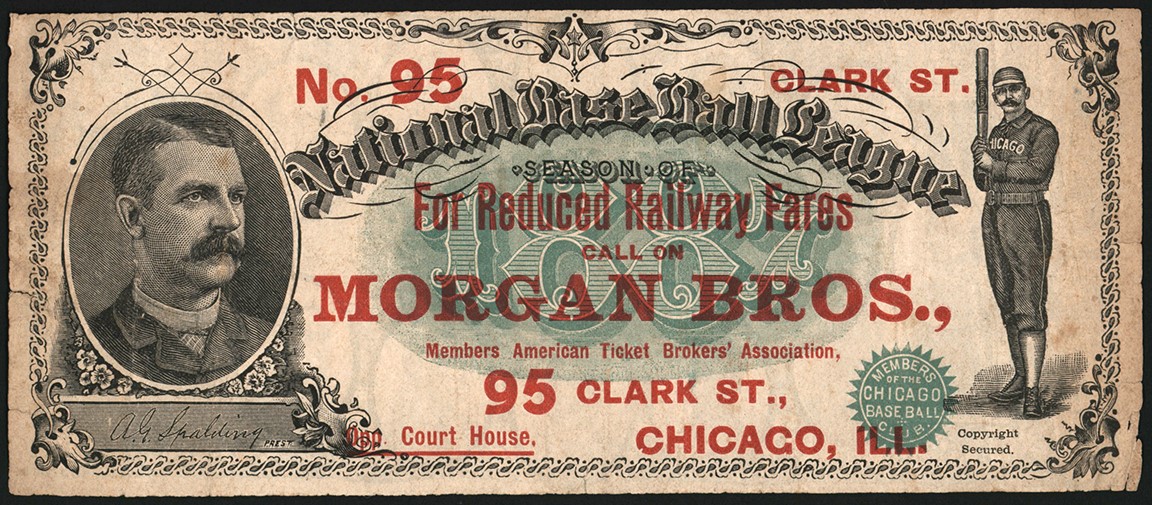 No. 95 CLARK ST.
National Base Ball League
SEASON OF
1887
For Reduced Railway Fares
CALL ON
MORGAN BROS.,
Members American Ticket Brokers' Association,
95 CLARK ST.,
Opp. Court House. CHICAGO, ILL.
A. G. Spalding
PREST.
CHICAGO
MEMBERS
OF THE
CHICAGO
BASE BALL
CLUB.
Copyright
Secured.